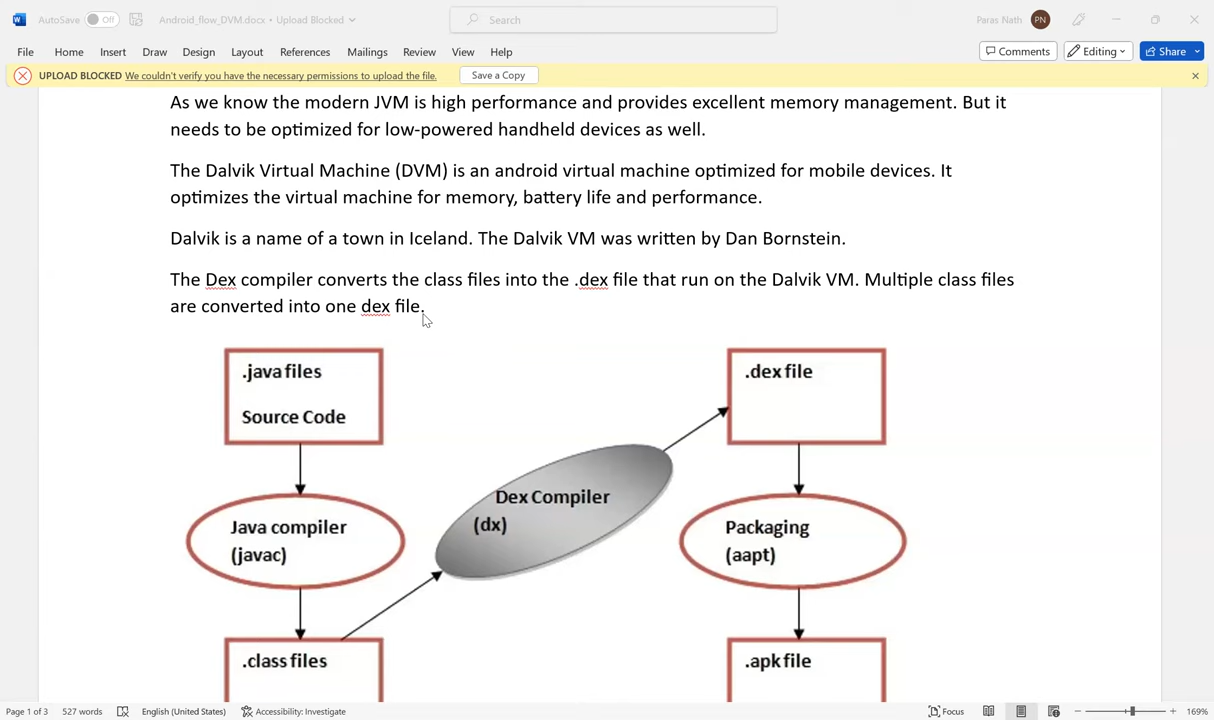 AutoSave Off Android_flow_DVM.docx • Upload Blocked Search Paras Nath PN
File Home Insert Draw Design Layout References Mailings Review View Help Comments Editing Share
UPLOAD BLOCKED We couldn't verify you have the necessary permissions to upload the file. Save a Copy
As we know the modern JVM is high performance and provides excellent memory management. But it
needs to be optimized for low-powered handheld devices as well.
The Dalvik Virtual Machine (DVM) is an android virtual machine optimized for mobile devices. It
optimizes the virtual machine for memory, battery life and performance.
Dalvik is a name of a town in Iceland. The Dalvik VM was written by Dan Bornstein.
The Dex compiler converts the class files into the .dex file that run on the Dalvik VM. Multiple class files
are converted into one dex file.
.java files
Source Code
Java compiler
(javac)
.class files
Dex Compiler
(dx)
.dex file
Packaging
(aapt)
.apk file
Page 1 of 3 527 words English (United States) Accessibility: Investigate Focus 169%